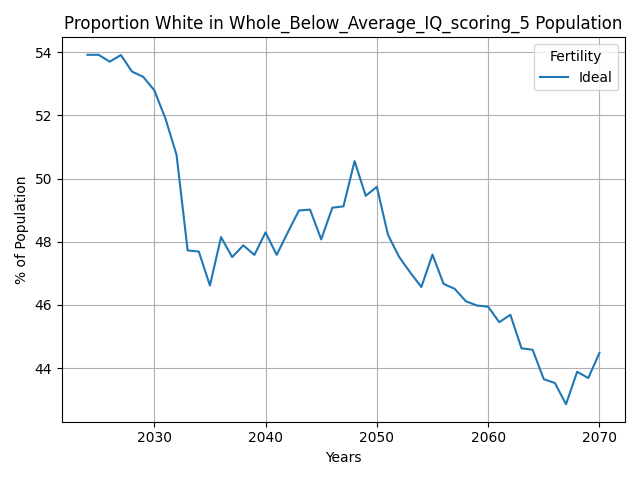 Proportion White in Whole_Below_Average_IQ_scoring_5 Population
Fertility
Ideal
54
52
50
48
46
44
% of Population
2030 2040 2050 2060 2070
Years